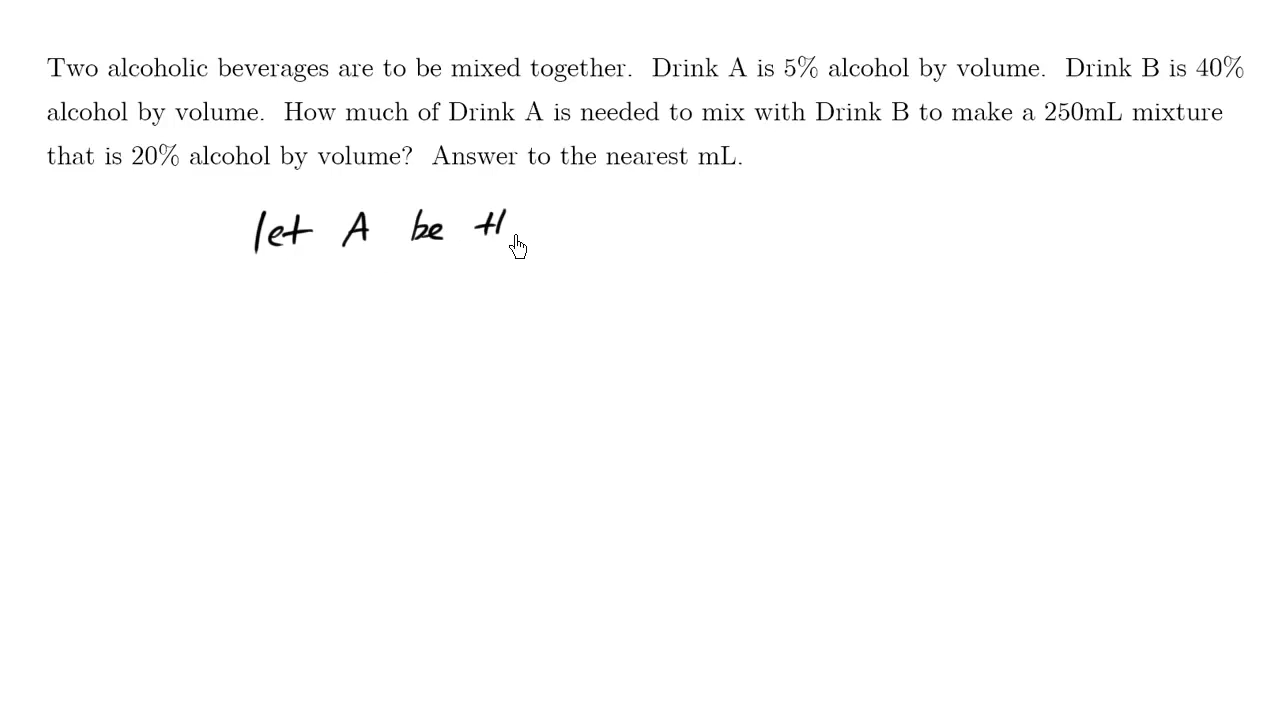 Two alcoholic beverages are to be mixed together. Drink A is 5% alcohol by volume. Drink B is 40%
alcohol by volume. How much of Drink A is needed to mix with Drink B to make a 250mL mixture
that is 20% alcohol by volume? Answer to the nearest mL.
let A be th